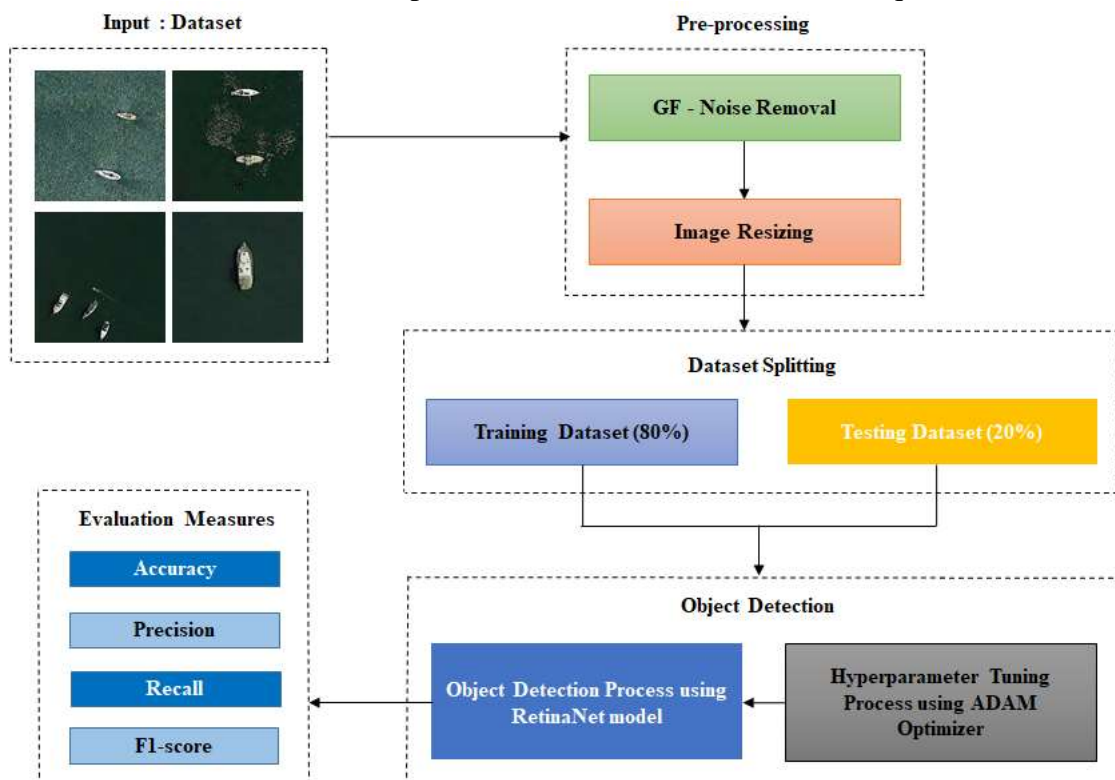 Input : Dataset
Pre-processing
GF - Noise Removal
Image Resizing
Dataset Splitting
Training Dataset (80%)
Testing Dataset (20%)
Evaluation Measures
Accuracy
Precision
Recall
F1-score
Object Detection
Object Detection Process using
RetinaNet model
Hyperparameter Tuning
Process using ADAM
Optimizer